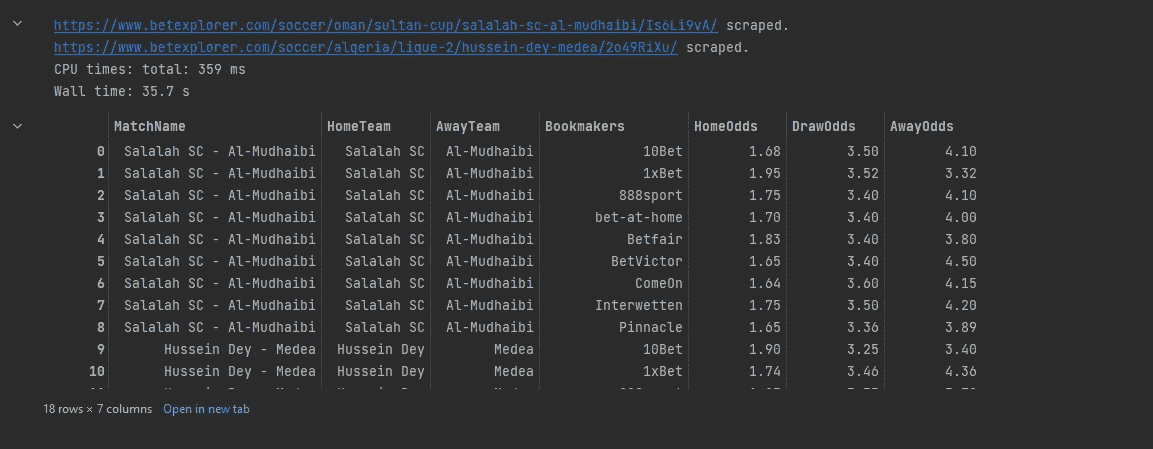 https://www.betexplorer.com/soccer/oman/sultan-cup/salalah-sc-al-mudhaibi/Is6Li9vA/ scraped.
https://www.betexplorer.com/soccer/algeria/ligue-2/hussein-dey-medea/2o49RiXu/ scraped.
CPU times: total: 359 ms
Wall time: 35.7 s
MatchName HomeTeam AwayTeam Bookmakers HomeOdds DrawOdds AwayOdds
0 Salalah SC - Al-Mudhaibi Salalah SC Al-Mudhaibi 10Bet 1.68 3.50 4.10
1 Salalah SC - Al-Mudhaibi Salalah SC Al-Mudhaibi 1xBet 1.95 3.52 3.32
2 Salalah SC - Al-Mudhaibi Salalah SC Al-Mudhaibi 888sport 1.75 3.40 4.10
3 Salalah SC - Al-Mudhaibi Salalah SC Al-Mudhaibi bet-at-home 1.70 3.40 4.00
4 Salalah SC - Al-Mudhaibi Salalah SC Al-Mudhaibi Betfair 1.83 3.40 3.80
5 Salalah SC - Al-Mudhaibi Salalah SC Al-Mudhaibi BetVictor 1.65 3.40 4.50
6 Salalah SC - Al-Mudhaibi Salalah SC Al-Mudhaibi ComeOn 1.64 3.60 4.15
7 Salalah SC - Al-Mudhaibi Salalah SC Al-Mudhaibi Interwetten 1.75 3.50 4.20
8 Salalah SC - Al-Mudhaibi Salalah SC Al-Mudhaibi Pinnacle 1.65 3.36 3.89
9 Hussein Dey - Medea Hussein Dey Medea 10Bet 1.90 3.25 3.40
10 Hussein Dey - Medea Hussein Dey Medea 1xBet 1.74 3.46 4.36
18 rows × 7 columns Open in new tab